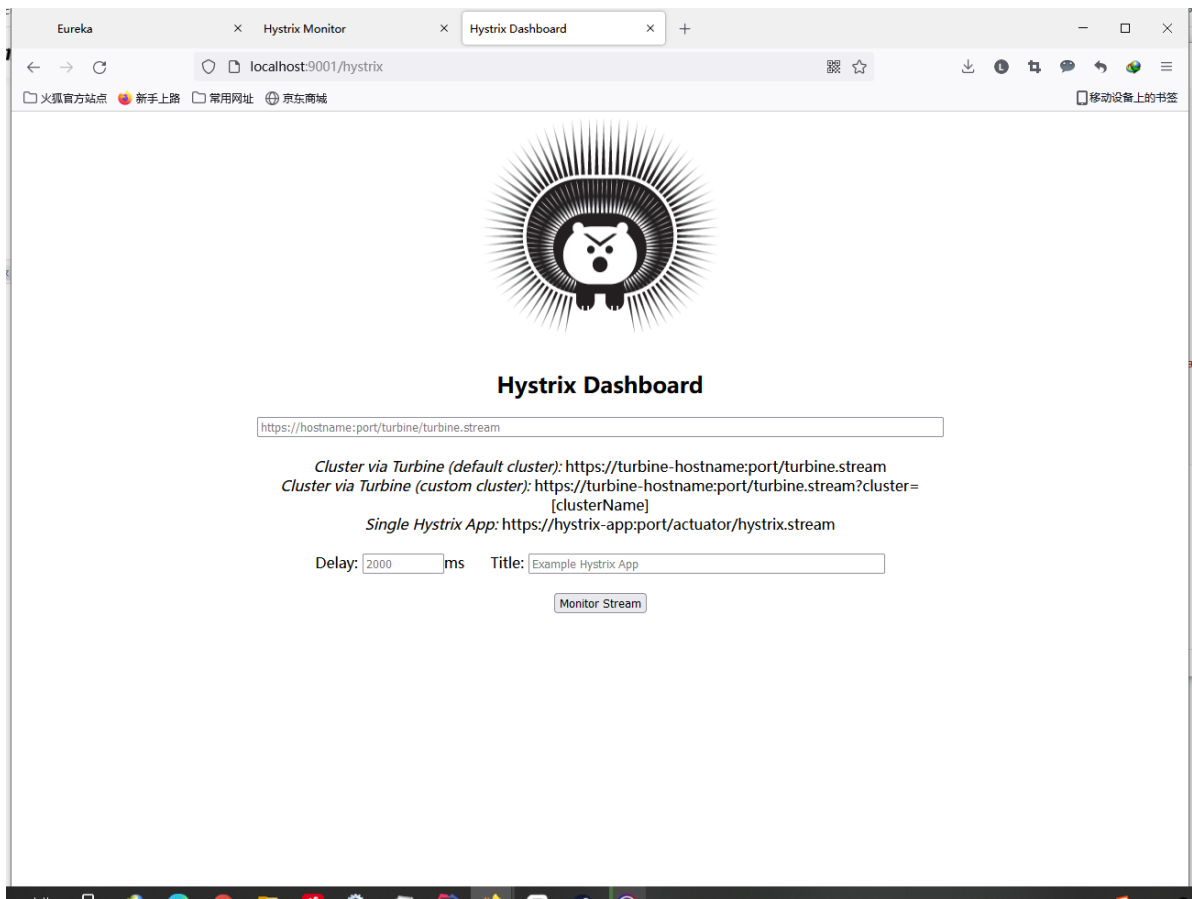 Eureka
Hystrix Monitor
Hystrix Dashboard
localhost:9001/hystrix
火狐官方站点 新手上路 常用网址 京东商城 移动设备上的书签
Hystrix Dashboard
https://hostname:port/turbine/turbine.stream
Cluster via Turbine (default cluster): https://turbine-hostname:port/turbine.stream
Cluster via Turbine (custom cluster): https://turbine-hostname:port/turbine.stream?cluster=
[clusterName]
Single Hystrix App: https://hystrix-app:port/actuator/hystrix.stream
Delay: 2000 ms Title: Example Hystrix App
Monitor Stream